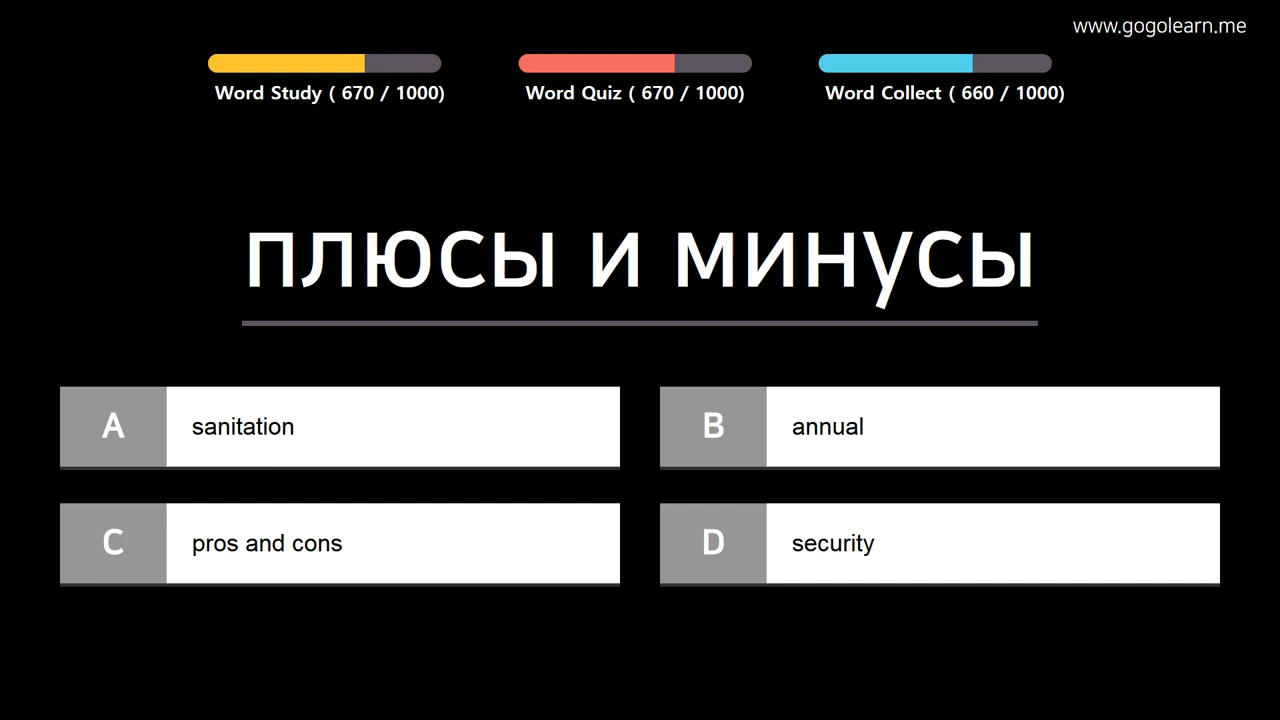 www.gogolearn.me
Word Study ( 670 / 1000)
Word Quiz ( 670 / 1000)
Word Collect ( 660 / 1000)
плюсы и минусы
A
sanitation
B
annual
C
pros and cons
D
security